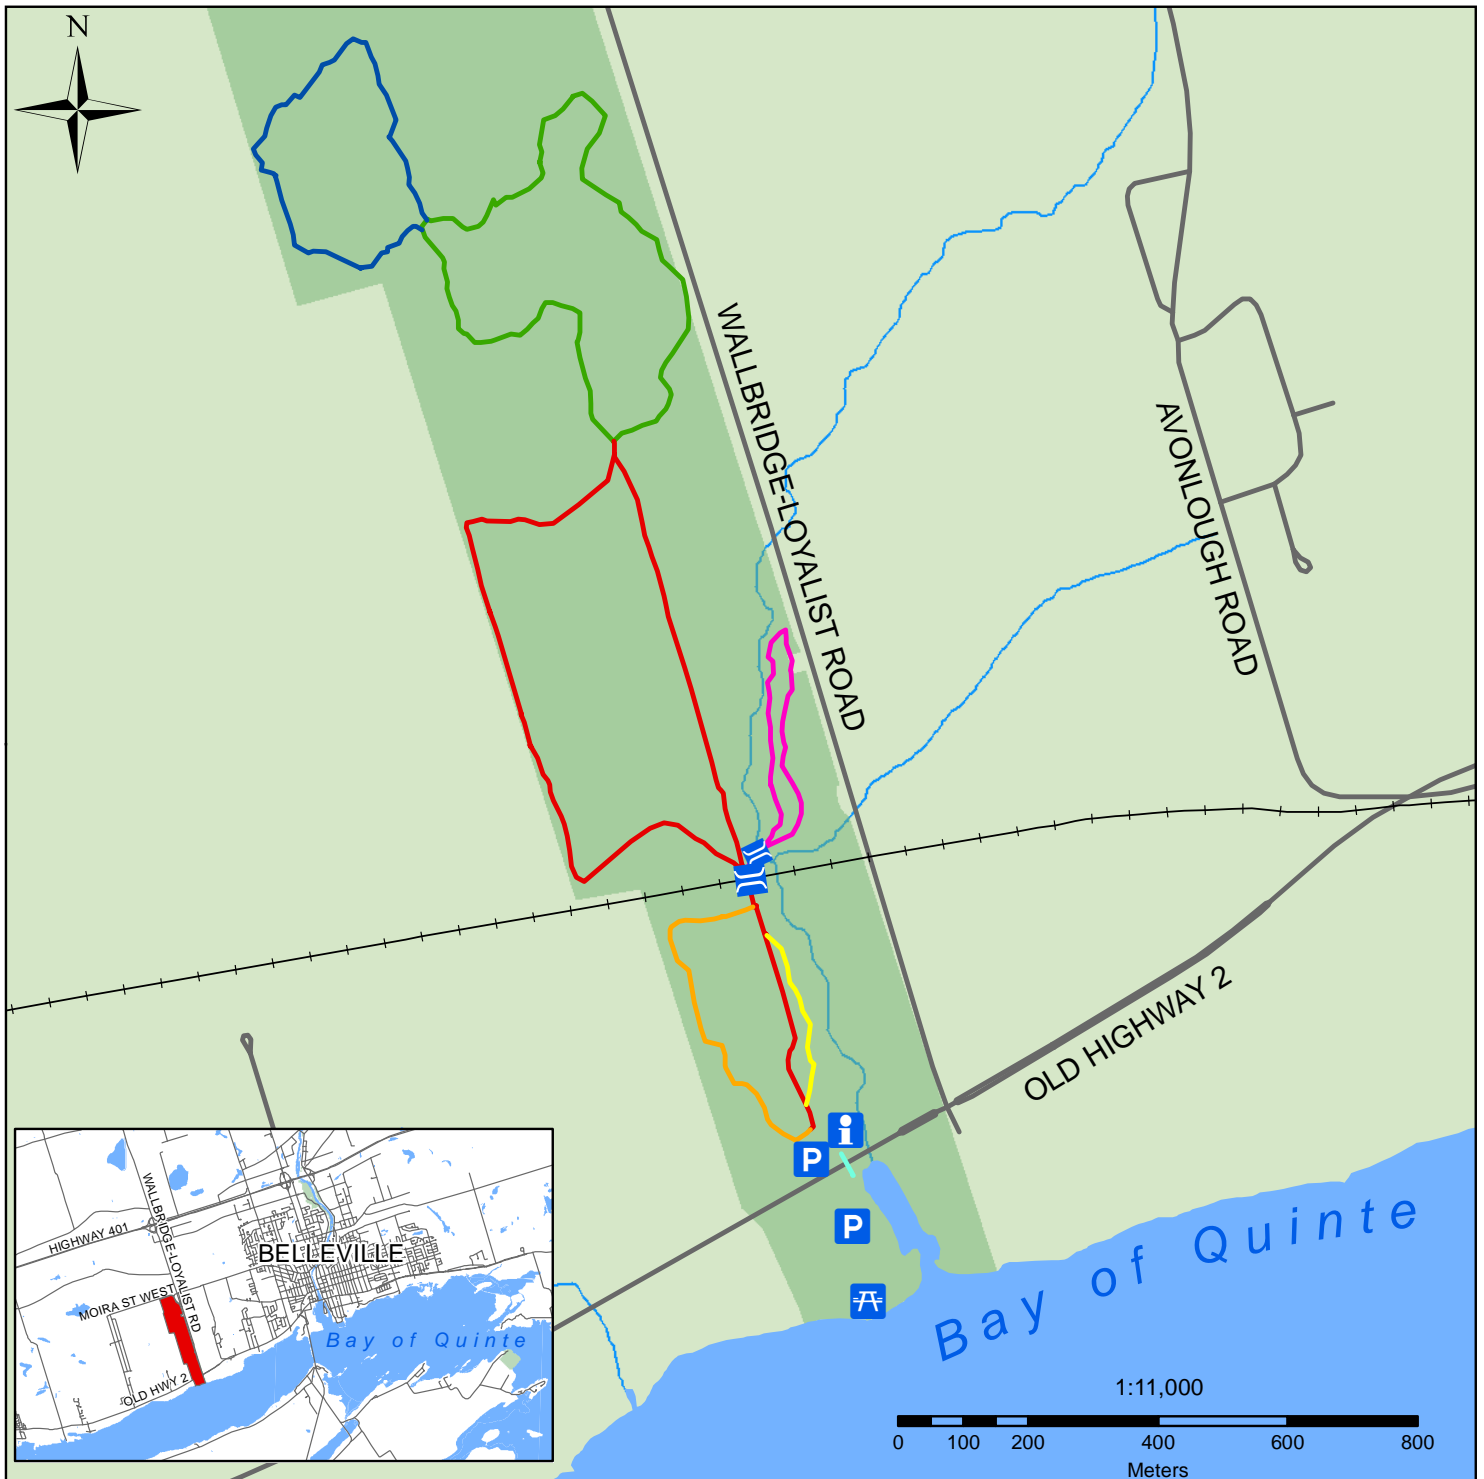 N
WALLBRIDGE-LOYALIST ROAD
AVONLOUGH ROAD
OLD HIGHWAY 2
i
P
P
Bay of Quinte
1:11,000
0 100 200 400 600 800
Meters
HIGHWAY 401
WALLBRIDGE-LOYALIST RD
BELLEVILLE
MOIRA ST WEST
Bay of Quinte
OLD HWY 2